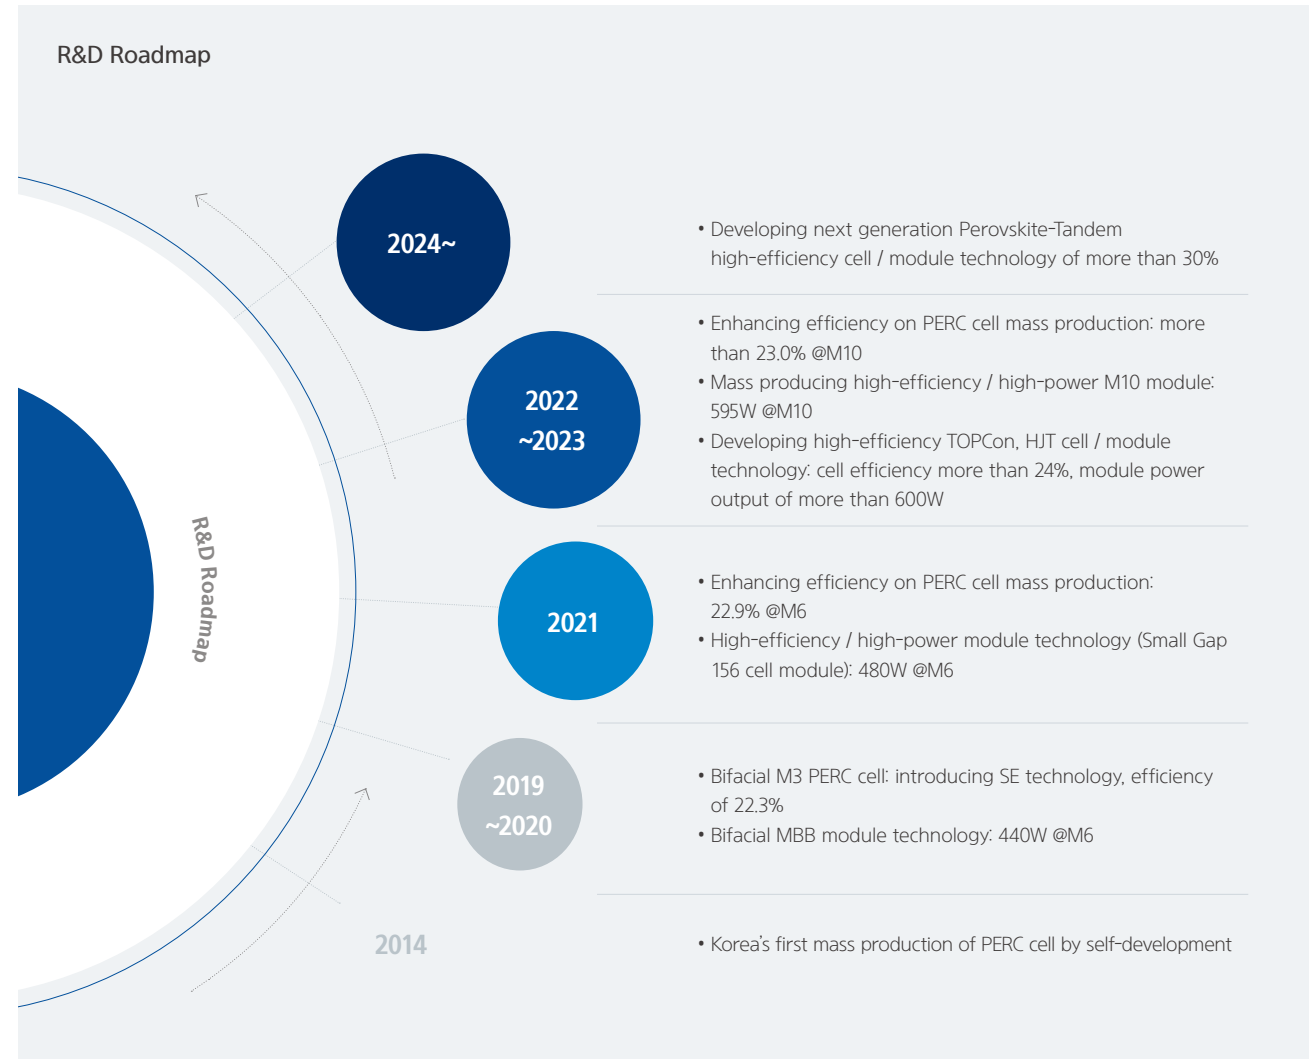 R&D Roadmap
R&D Roadmap
2024~
• Developing next generation Perovskite-Tandem
high-efficiency cell / module technology of more than 30%
2022
~2023
• Enhancing efficiency on PERC cell mass production: more
than 23.0% @M10
• Mass producing high-efficiency / high-power M10 module:
595W @M10
• Developing high-efficiency TOPCon, HJT cell / module
technology: cell efficiency more than 24%, module power
output of more than 600W
2021
• Enhancing efficiency on PERC cell mass production:
22.9% @M6
• High-efficiency / high-power module technology (Small Gap
156 cell module): 480W @M6
2019
~2020
• Bifacial M3 PERC cell: introducing SE technology, efficiency
of 22.3%
• Bifacial MBB module technology: 440W @M6
2014
• Korea’s first mass production of PERC cell by self-development